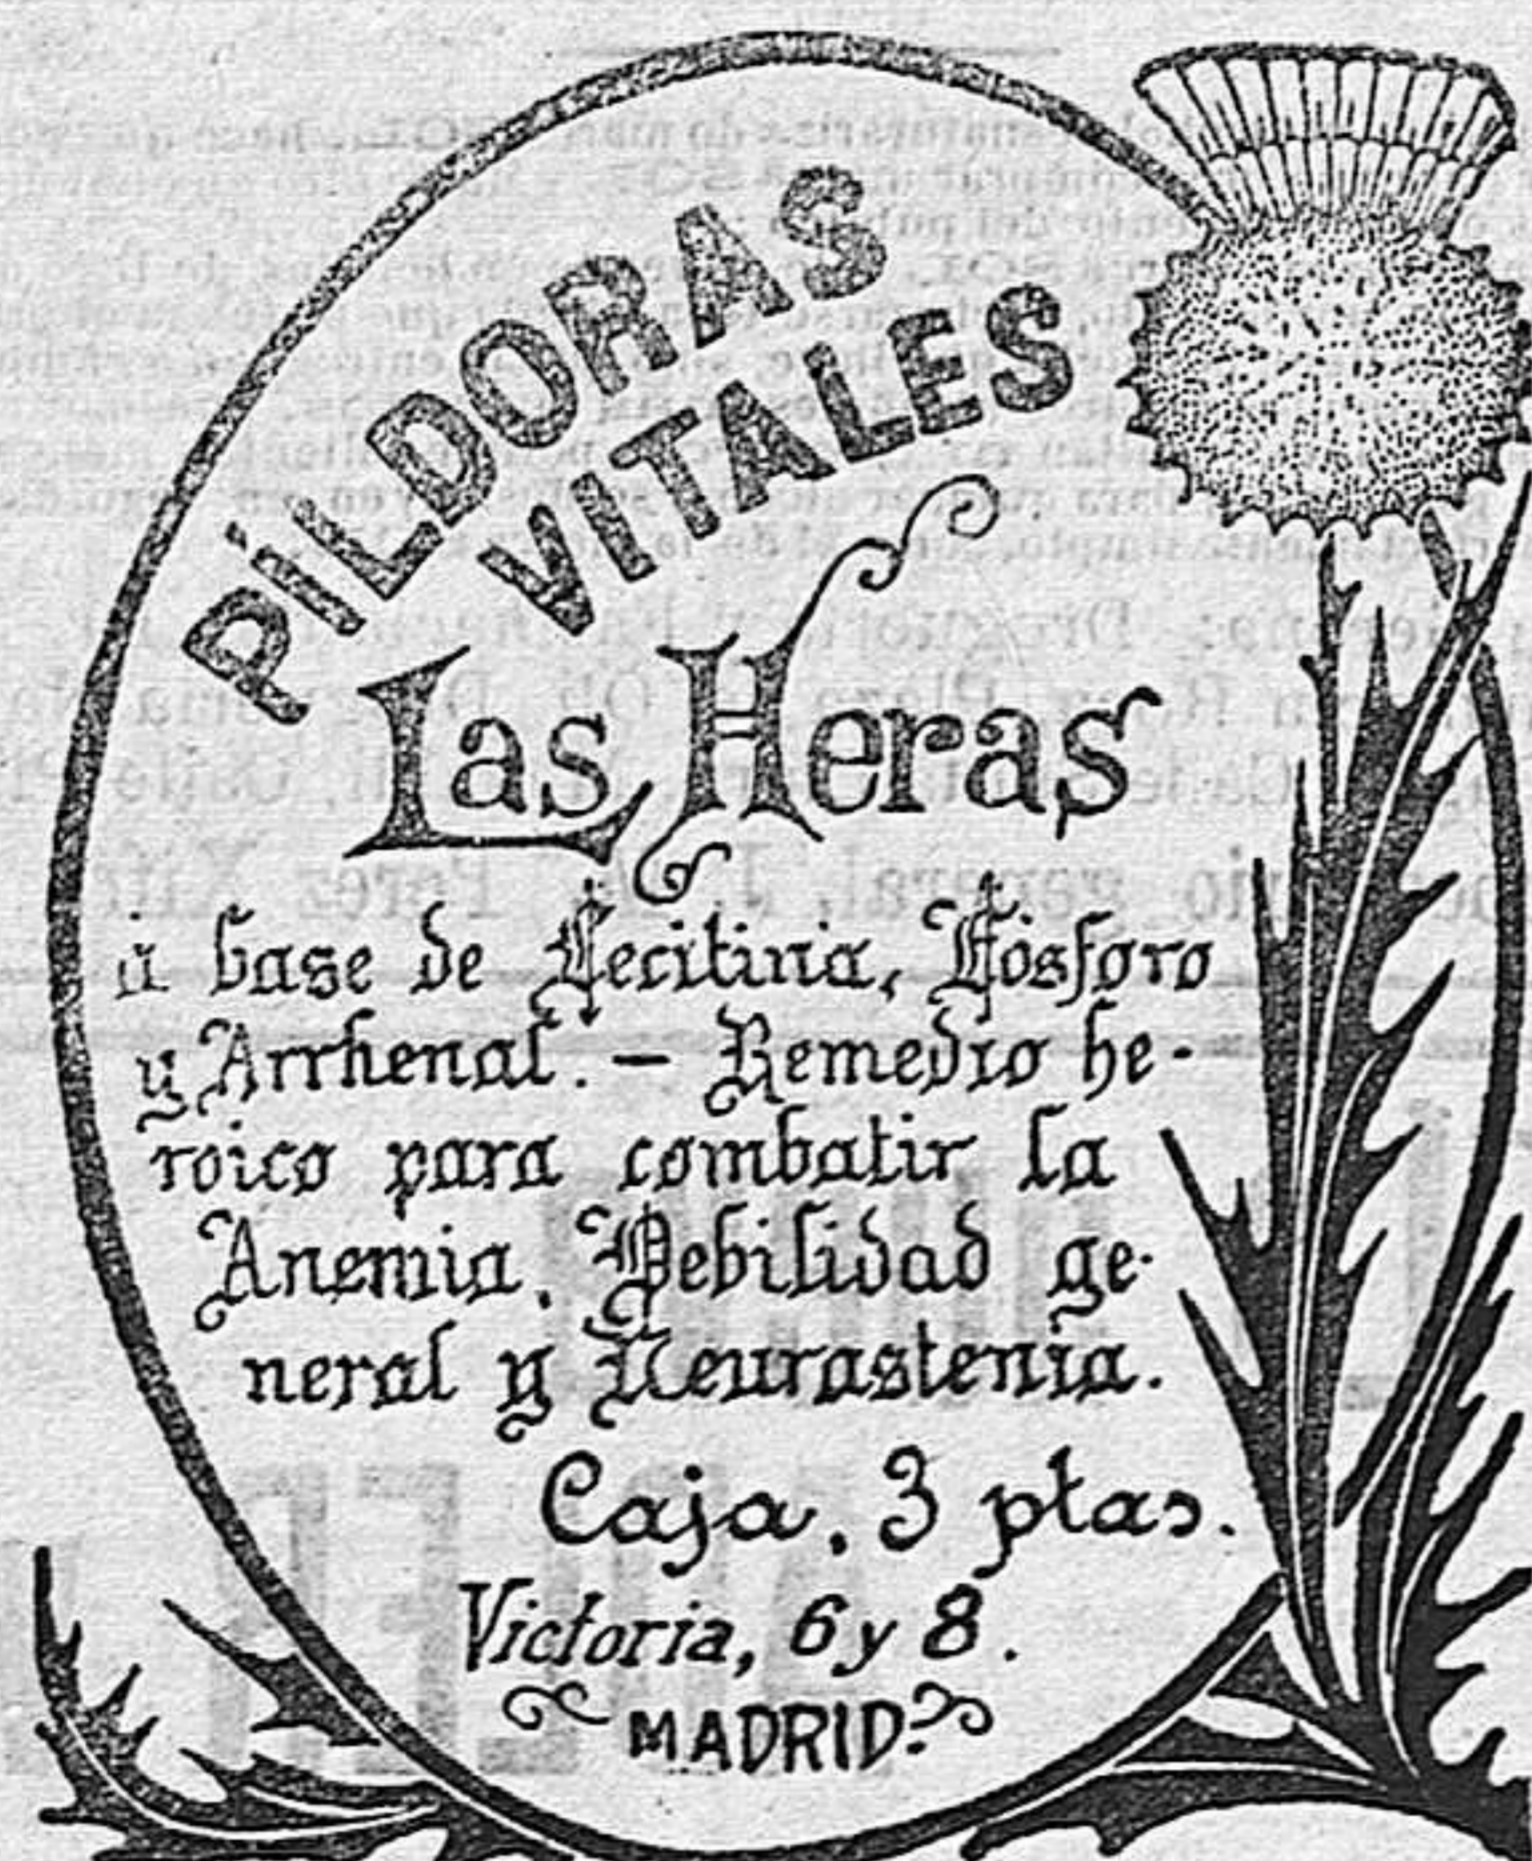 PÍLDORAS
VITALES
Las Heras
á base de Lecitina, Fósforo
y Arrhenal. — Remedio he-
roico para combatir la
Anemia, Debilidad ge-
neral y Neurastenia.
Caja, 3 ptas.
Victoria, 6 y 8.
MADRID